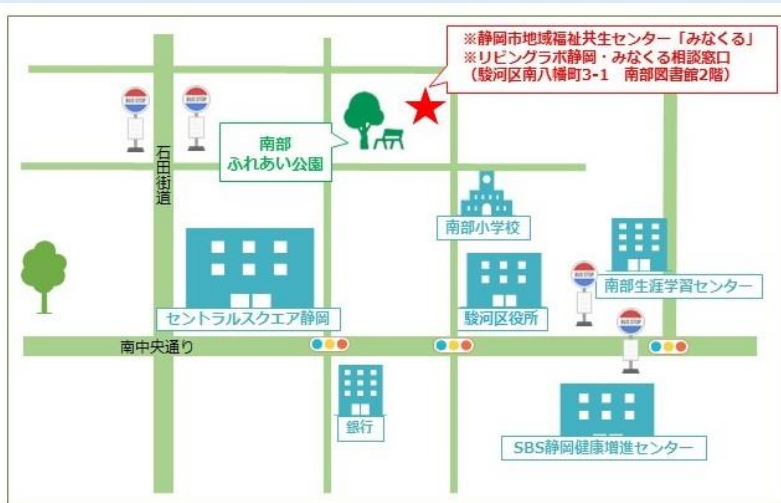 ※静岡市地域福祉共生センター「みなくる」
※リビングラボ静岡・みなくる相談窓口
（駿河区南八幡町3-1　南部図書館2階）
BUS STOP
BUS STOP
南部
ふれあい公園
石田街道
南部小学校
南部生涯学習センター
セントラルスクエア静岡
駿河区役所
BUS STOP
BUS STOP
南中央通り
銀行
SBS静岡健康増進センター